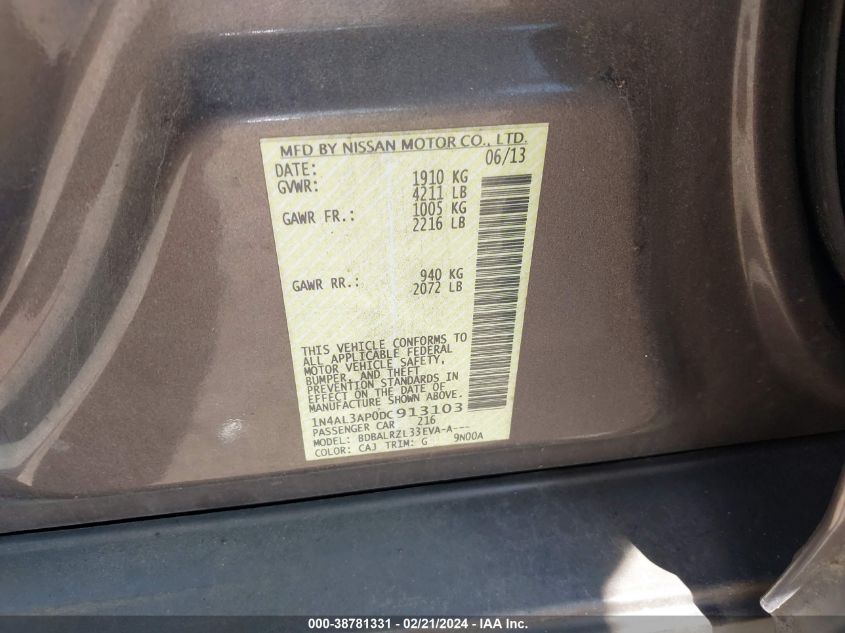 MFD BY NISSAN MOTOR CO., LTD.
DATE: 06/13
GVWR: 1910 KG
4211 LB
GAWR FR.: 1005 KG
2216 LB
GAWR RR.: 940 KG
2072 LB
THIS VEHICLE CONFORMS TO
ALL APPLICABLE FEDERAL
MOTOR VEHICLE SAFETY,
BUMPER, AND THEFT
PREVENTION STANDARDS IN
EFFECT ON THE DATE OF
MANUFACTURE SHOWN ABOVE.
1N4AL3AP0DC913103
PASSENGER CAR 216
MODEL: BDBALRZL33EVA-A---
COLOR: CAJ TRIM: G 9N00A
000-38781331 - 02/21/2024 - IAA Inc.